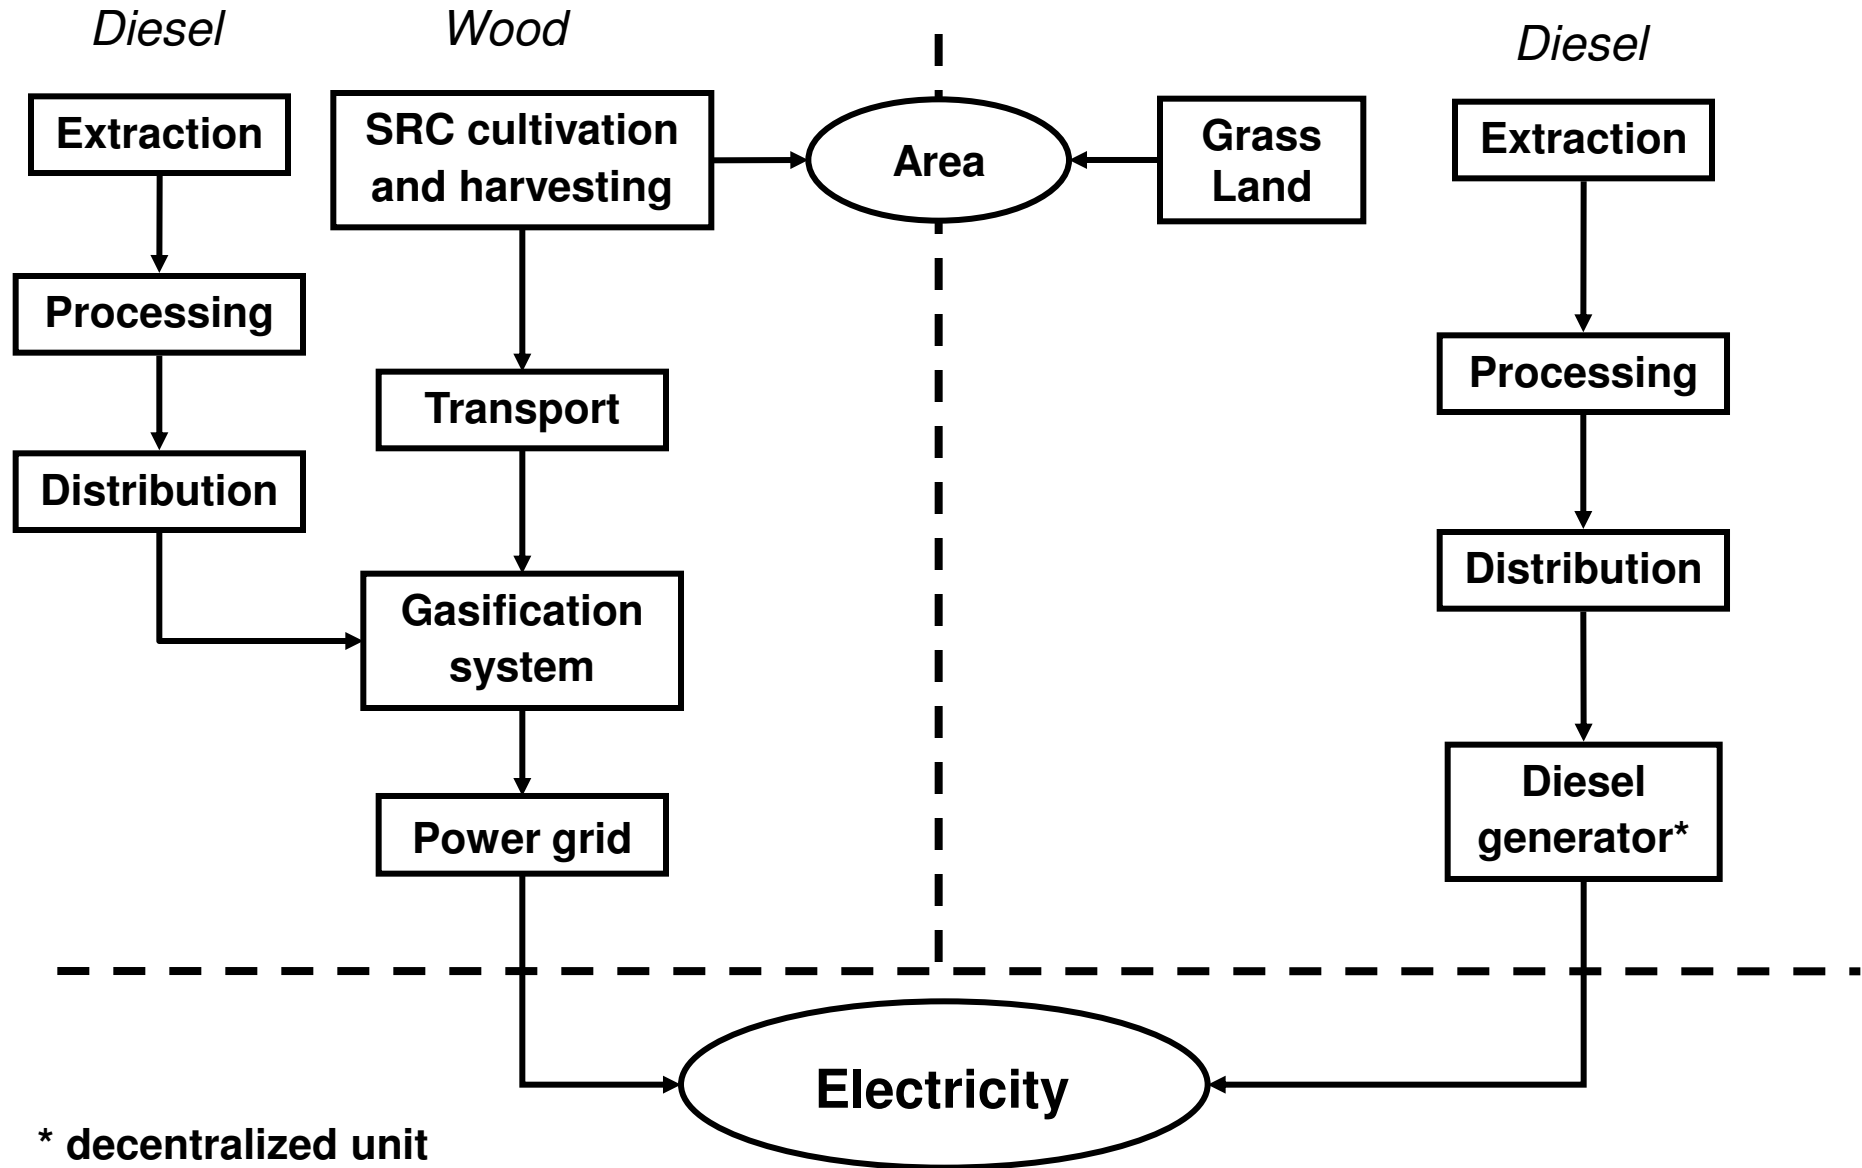 Diesel
Wood
Diesel
Extraction
SRC cultivation
and harvesting
Area
Grass
Land
Extraction
Processing
Processing
Transport
Distribution
Distribution
Gasification
system
Diesel
generator*
Power grid
Electricity
* decentralized unit